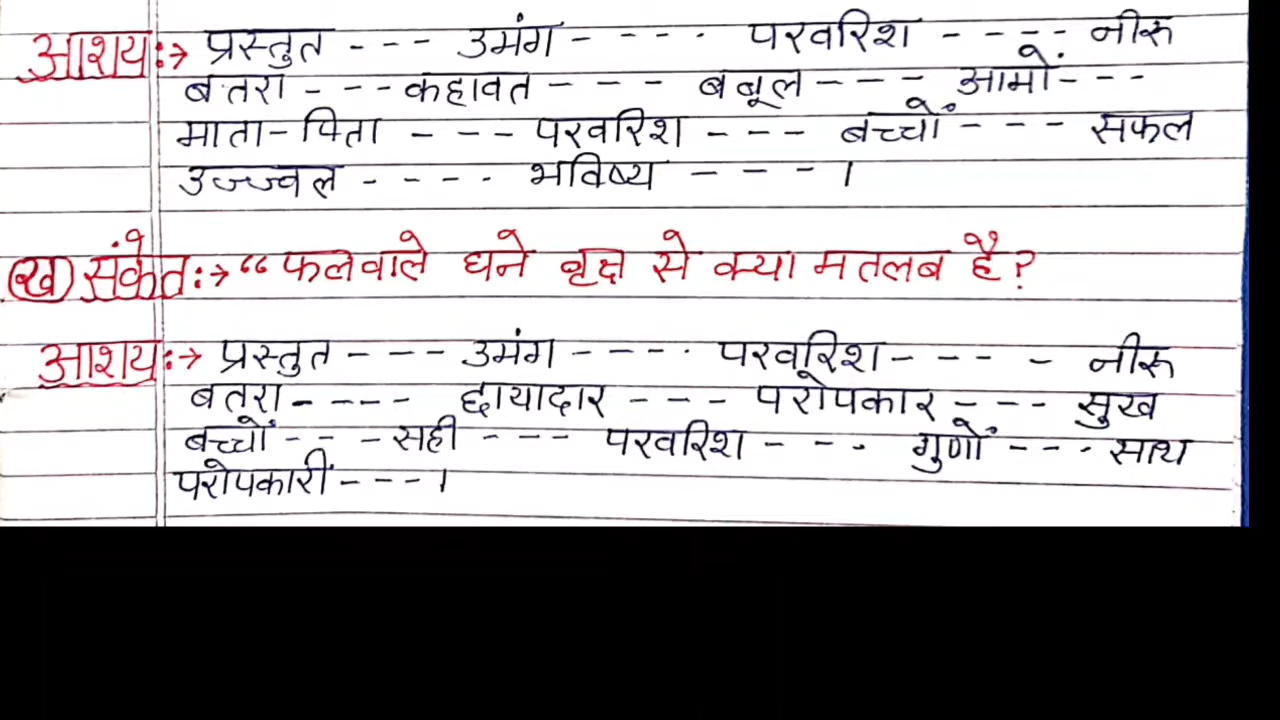 आशय:→ प्रस्तुत - - - उमंग - - - - परवरिश - - - - नीरू
बतरा - - - कहावत - - - बबूल - - - आमों - - -
माता-पिता - - - परवरिश - - - बच्चों - - - सफल
उज्ज्वल - - - - भविष्य - - - - ।
(ख) संकेत:→ “फलवाले घने वृक्ष से क्या मतलब है?
आशय:→ प्रस्तुत - - - उमंग - - - - परवरिश - - - - नीरू
बतरा - - - - छायादार - - - परोपकार - - - सुख
बच्चों - - - सही - - - परवरिश - - - गुणों - - - साथ
परोपकारी - - - ।